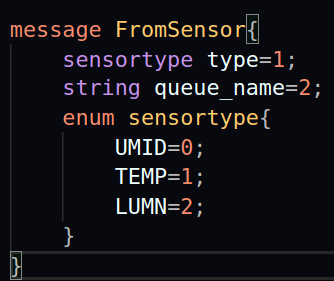 message FromSensor{
    sensortype type=1;
    string queue_name=2;
    enum sensortype{
        UMID=0;
        TEMP=1;
        LUMN=2;
    }
}